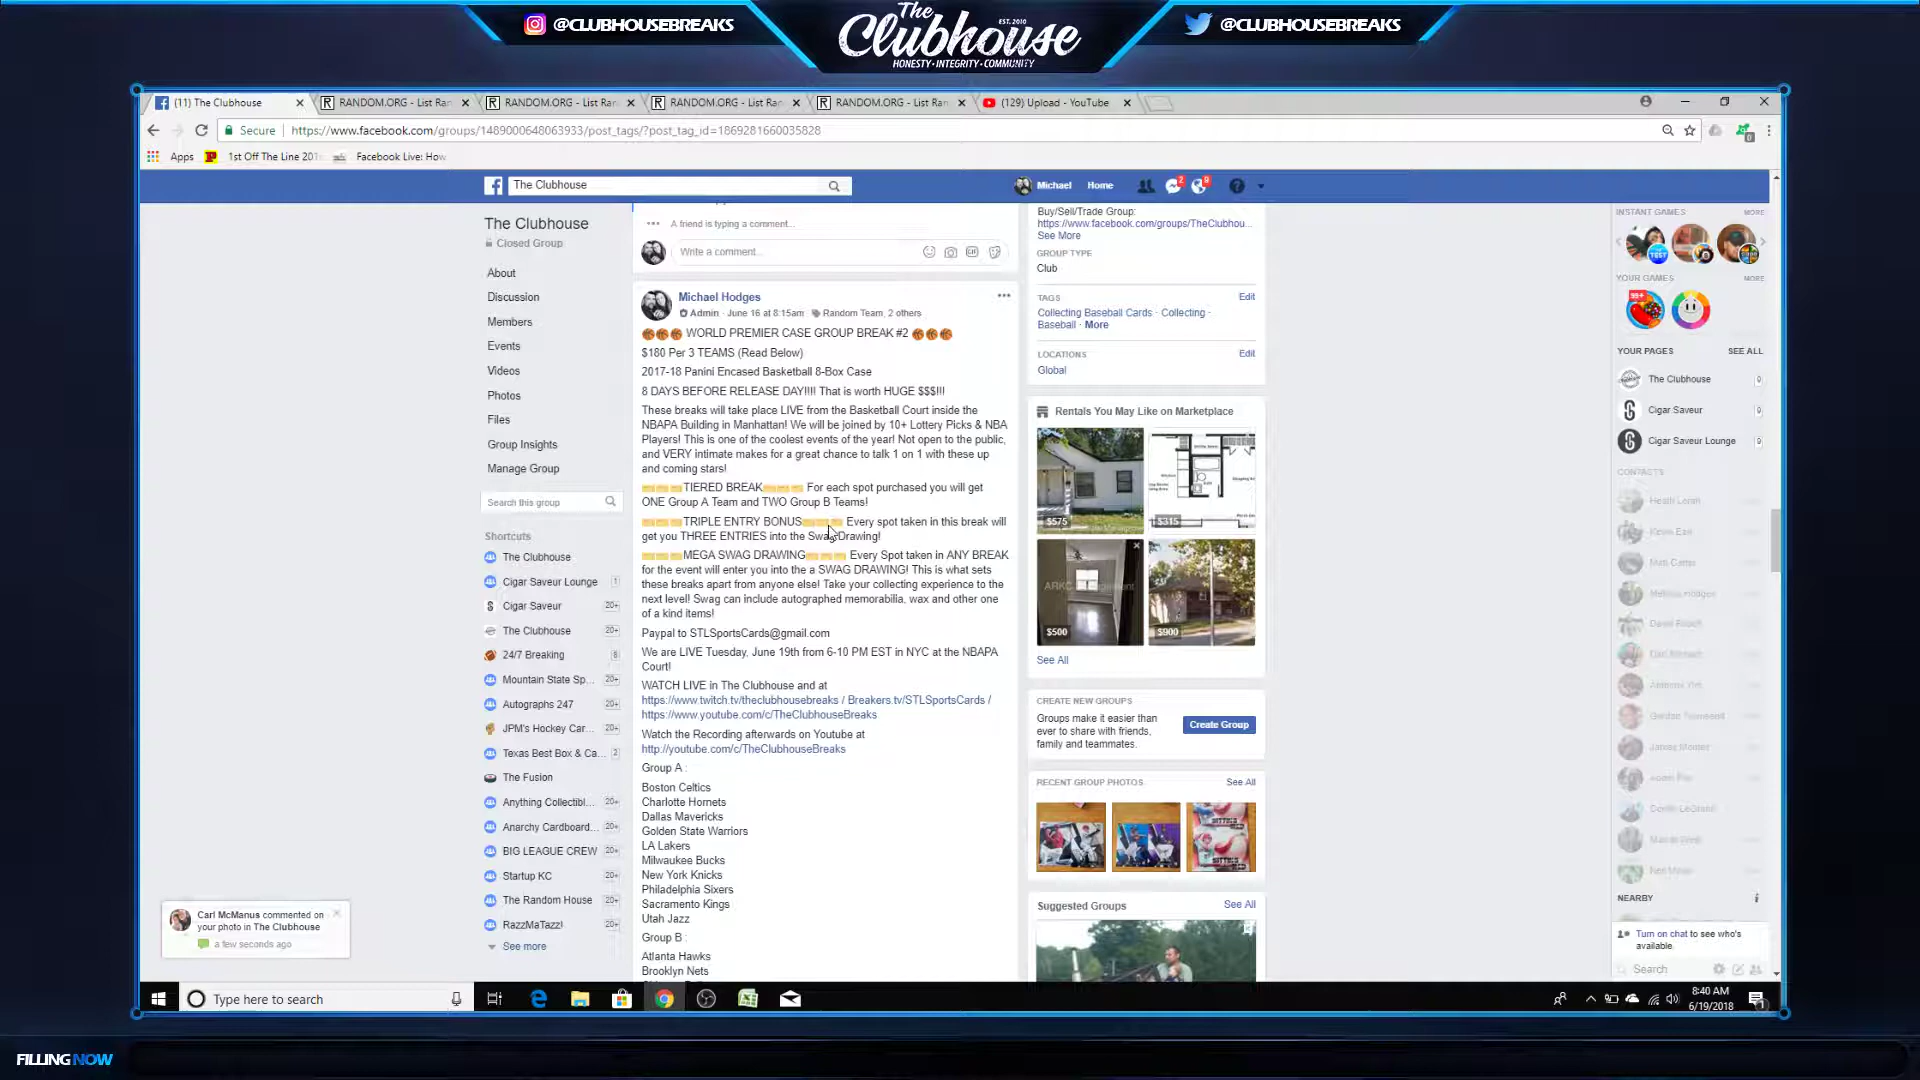 @CLUBHOUSEBREAKS
The
EST. 2010
Clubhouse
HONESTY • INTEGRITY • COMMUNITY
@CLUBHOUSEBREAKS
(11) The Clubhouse
RANDOM.ORG - List Ran
RANDOM.ORG - List Ran
RANDOM.ORG - List Ran
RANDOM.ORG - List Ran
(129) Upload - YouTube
Secure
https://www.facebook.com/groups/1489000648063933/post_tags/?post_tag_id=1869281660035828
Apps
1st Off The Line 201
Facebook Live: How
The Clubhouse
Michael
Home
2
The Clubhouse
Closed Group
About
Discussion
Members
Events
Videos
Photos
Files
Group Insights
Manage Group
Search this group
Shortcuts
The Clubhouse
Cigar Saveur Lounge 1
Cigar Saveur 20+
The Clubhouse 20+
24/7 Breaking 8
Mountain State Sp... 20+
Autographs 247 20+
JPM's Hockey Car... 20+
Texas Best Box & Ca... 2
The Fusion
Anything Collectibl... 20+
Anarchy Cardboard... 20+
BIG LEAGUE CREW 20+
Startup KC 20+
The Random House 20+
RazzMaTazz! 20+
See more
Carl McManus commented on
your photo in The Clubhouse
a few seconds ago
A friend is typing a comment...
Write a comment...
Michael Hodges
Admin · June 16 at 8:15am · Random Team, 2 others
🏀🏀🏀 WORLD PREMIER CASE GROUP BREAK #2 🏀🏀🏀
$180 Per 3 TEAMS (Read Below)
2017-18 Panini Encased Basketball 8-Box Case
8 DAYS BEFORE RELEASE DAY!!!! That is worth HUGE $$$!!!
These breaks will take place LIVE from the Basketball Court inside the
NBAPA Building in Manhattan! We will be joined by 10+ Lottery Picks & NBA
Players! This is one of the coolest events of the year! Not open to the public,
and VERY intimate makes for a great chance to talk 1 on 1 with these up
and coming stars!
🎫🎫🎫TIERED BREAK🎫🎫🎫 For each spot purchased you will get
ONE Group A Team and TWO Group B Teams!
🎫🎫🎫TRIPLE ENTRY BONUS🎫🎫🎫 Every spot taken in this break will
get you THREE ENTRIES into the Swag Drawing!
🎫🎫🎫MEGA SWAG DRAWING🎫🎫🎫 Every Spot taken in ANY BREAK
for the event will enter you into the a SWAG DRAWING! This is what sets
these breaks apart from anyone else! Take your collecting experience to the
next level! Swag can include autographed memorabilia, wax and other one
of a kind items!
Paypal to STLSportsCards@gmail.com
We are LIVE Tuesday, June 19th from 6-10 PM EST in NYC at the NBAPA
Court!
WATCH LIVE in The Clubhouse and at
https://www.twitch.tv/theclubhousebreaks / Breakers.tv/STLSportsCards /
https://www.youtube.com/c/TheClubhouseBreaks
Watch the Recording afterwards on Youtube at
http://youtube.com/c/TheClubhouseBreaks
Group A :
Boston Celtics
Charlotte Hornets
Dallas Mavericks
Golden State Warriors
LA Lakers
Milwaukee Bucks
New York Knicks
Philadelphia Sixers
Sacramento Kings
Utah Jazz
Group B :
Atlanta Hawks
Brooklyn Nets
Buy/Sell/Trade Group:
https://www.facebook.com/groups/TheClubhou...
See More
GROUP TYPE
Club
TAGS Edit
Collecting Baseball Cards · Collecting ·
Baseball · More
LOCATIONS Edit
Global
Rentals You May Like on Marketplace
$575
$315
$500
$900
See All
CREATE NEW GROUPS
Groups make it easier than
ever to share with friends,
family and teammates.
Create Group
RECENT GROUP PHOTOS See All
Suggested Groups See All
INSTANT GAMES MORE
YOUR GAMES MORE
99+
YOUR PAGES SEE ALL
The Clubhouse
Cigar Saveur
Cigar Saveur Lounge
CONTACTS
NEARBY
Turn on chat to see who's
available.
Search
Type here to search
8:40 AM
6/19/2018
FILLING NOW